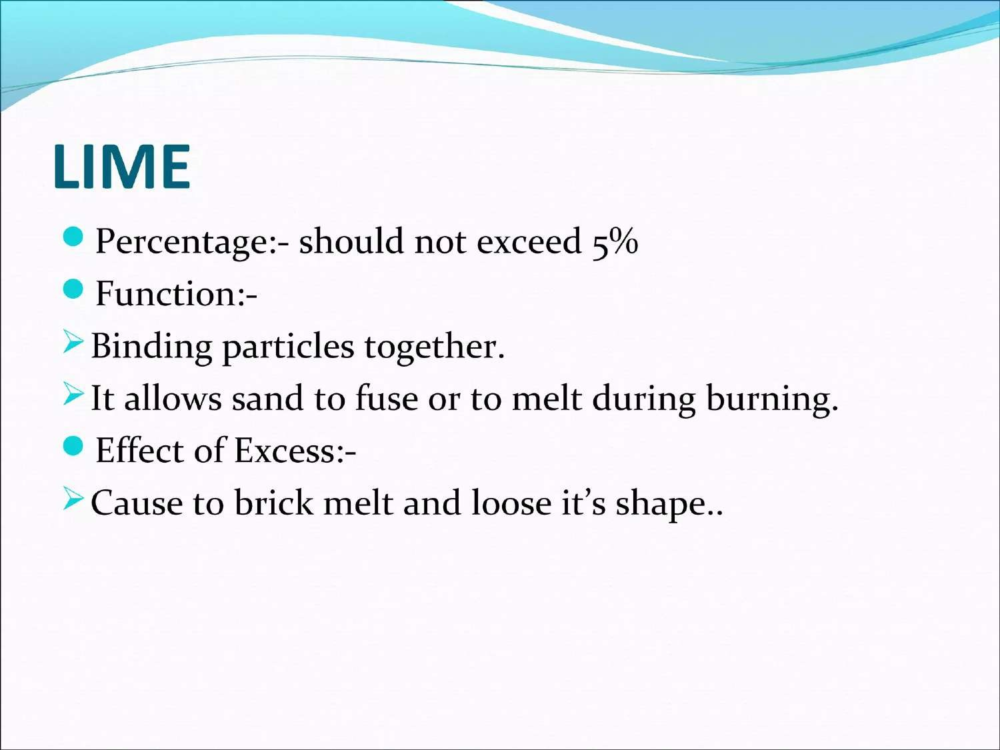 LIME
Percentage:- should not exceed 5%
Function:-
Binding particles together.
It allows sand to fuse or to melt during burning.
Effect of Excess:-
Cause to brick melt and loose it’s shape..